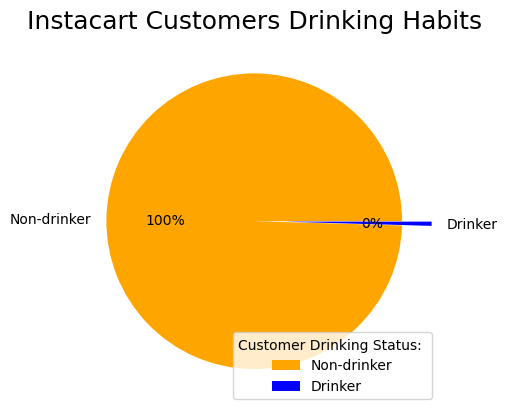 Instacart Customers Drinking Habits
Non-drinker
100%
0%
Drinker
Customer Drinking Status:
Non-drinker
Drinker